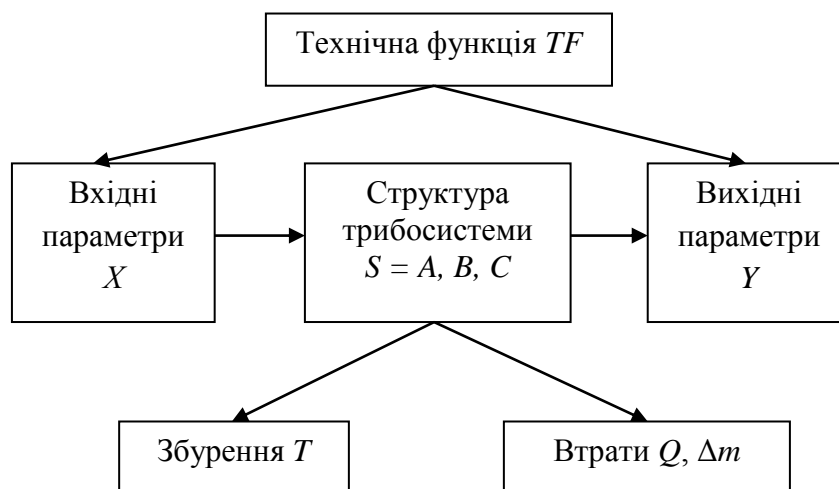 Технічна функція TF
Вхідні
параметри
X
Структура
трибосистеми
S = A, B, C
Вихідні
параметри
Y
Збурення T
Втрати Q, Δm